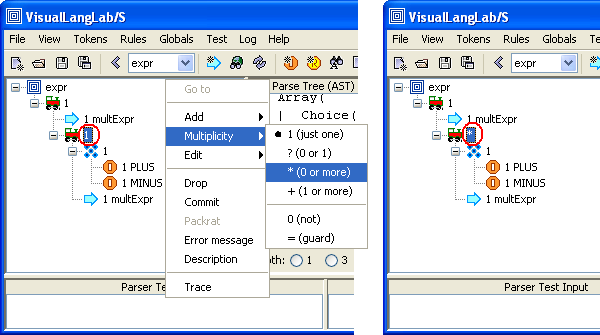 VisualLangLab/S
File View Tokens Rules Globals Test Log Help
expr
expr
1
1 multExpr
1
1
1 PLUS
1 MINUS
1 multExpr
Go to
Add
Multiplicity
Edit
Drop
Commit
Packrat
Error message
Description
Trace
Parse Tree (AST)
Array(
| Choice(
1 (just one)
? (0 or 1)
* (0 or more)
+ (1 or more)
0 (not)
= (guard)
th: 1 3
Parser Te
VisualLangLab/S
File View Tokens Rules Globals
expr
expr
1
1 multExpr
*
1
1 PLUS
1 MINUS
1 multExpr
Parser Test Input